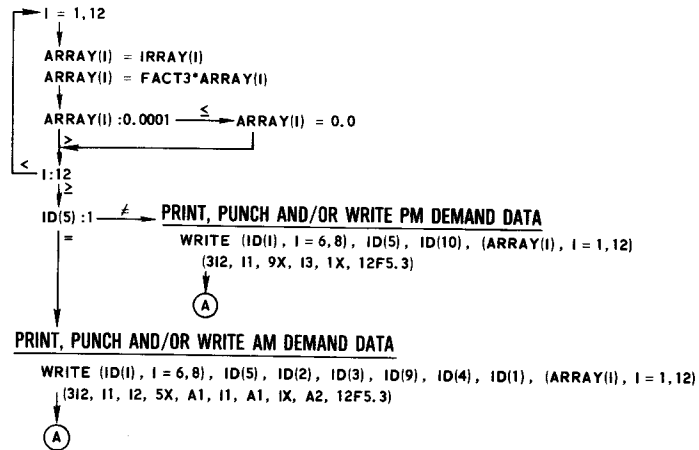 I = 1,12
ARRAY(I) = IRRAY(I)
ARRAY(I) = FACT3*ARRAY(I)
ARRAY(I) :0.0001 ≤ ARRAY(I) = 0.0
>
<
I:12
≥
ID(5) :1 ≠ PRINT, PUNCH AND/OR WRITE PM DEMAND DATA
=
WRITE (ID(I), I = 6,8), ID(5), ID(10), (ARRAY(I), I = 1,12)
(3I2, I1, 9X, I3, 1X, 12F5.3)
A
PRINT, PUNCH AND/OR WRITE AM DEMAND DATA
WRITE (ID(I), I = 6,8), ID(5), ID(2), ID(3), ID(9), ID(4), ID(1), (ARRAY(I), I = 1,12)
(3I2, I1, I2, 5X, A1, I1, A1, IX, A2, 12F5.3)
A